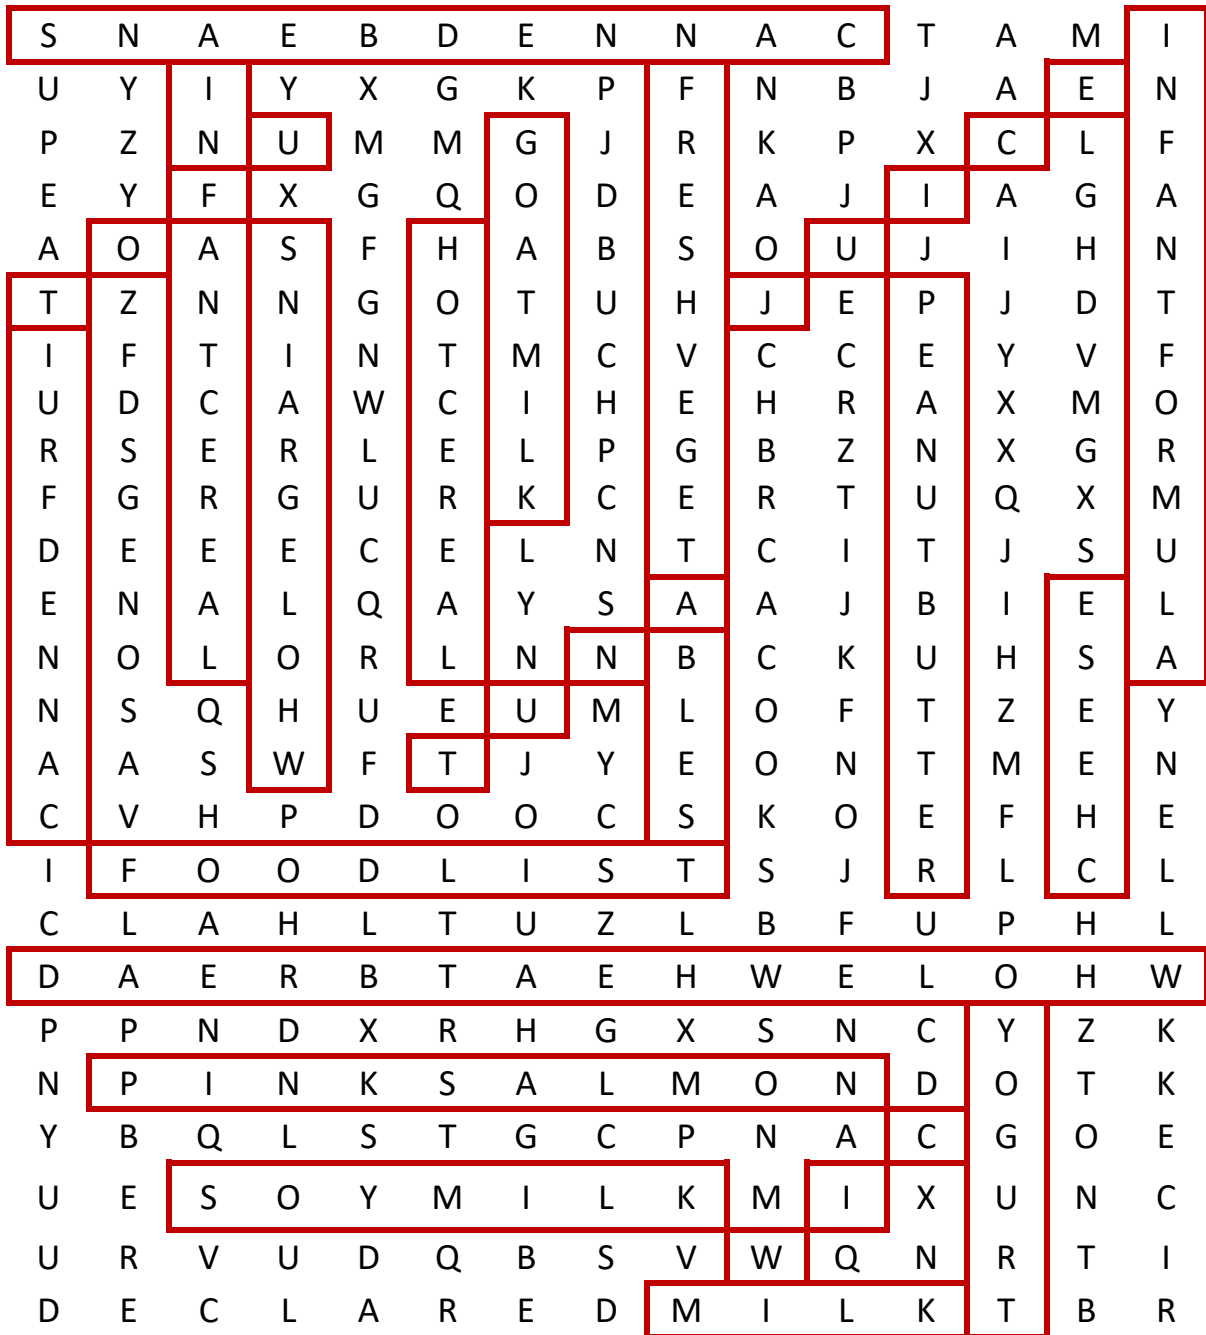 S N A E B D E N N A C T A M I
U Y I Y X G K P F N B J A E N
P Z N U M M G J R K P X C L F
E Y F X G Q O D E A J I A G A
A O A S F H A B S O U J I H N
T Z N N G O T U H J E P J D T
I F T I N T M C V C C E Y V F
U D C A W C I H E H R A X M O
R S E R L E L P G B Z N X G R
F G R G U R K C E R T U Q X M
D E E E C E L N T C I T J S U
E N A L Q A Y S A A J B I E L
N O L O R L N N B C K U H S A
N S Q H U E U M L O F T Z E Y
A A S W F T J Y E O N T M E N
C V H P D O O C S K O E F H E
I F O O D L I S T S J R L C L
C L A H L T U Z L B F U P H L
D A E R B T A E H W E L O H W
P P N D X R H G X S N C Y Z K
N P I N K S A L M O N D O T K
Y B Q L S T G C P N A C G O E
U E S O Y M I L K M I X U N C
U R V U D Q B S V W Q N R T I
D E C L A R E D M I L K T B R